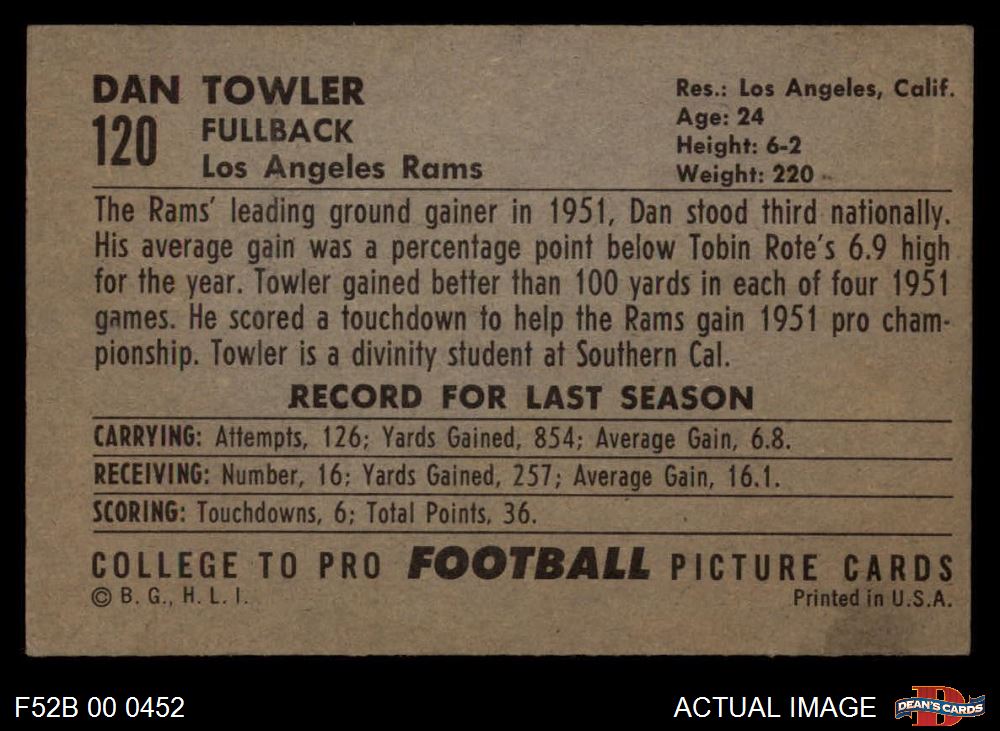 DAN TOWLER
120
FULLBACK
Los Angeles Rams
Res.: Los Angeles, Calif.
Age: 24
Height: 6-2
Weight: 220
The Rams' leading ground gainer in 1951, Dan stood third nationally.
His average gain was a percentage point below Tobin Rote's 6.9 high
for the year. Towler gained better than 100 yards in each of four 1951
games. He scored a touchdown to help the Rams gain 1951 pro cham-
pionship. Towler is a divinity student at Southern Cal.
RECORD FOR LAST SEASON
CARRYING: Attempts, 126; Yards Gained, 854; Average Gain, 6.8.
RECEIVING: Number, 16; Yards Gained, 257; Average Gain, 16.1.
SCORING: Touchdowns, 6; Total Points, 36.
COLLEGE TO PRO FOOTBALL PICTURE CARDS
© B. G., H. L. I.
Printed in U.S.A.
F52B 00 0452
ACTUAL IMAGE
D
DEAN'S CARDS